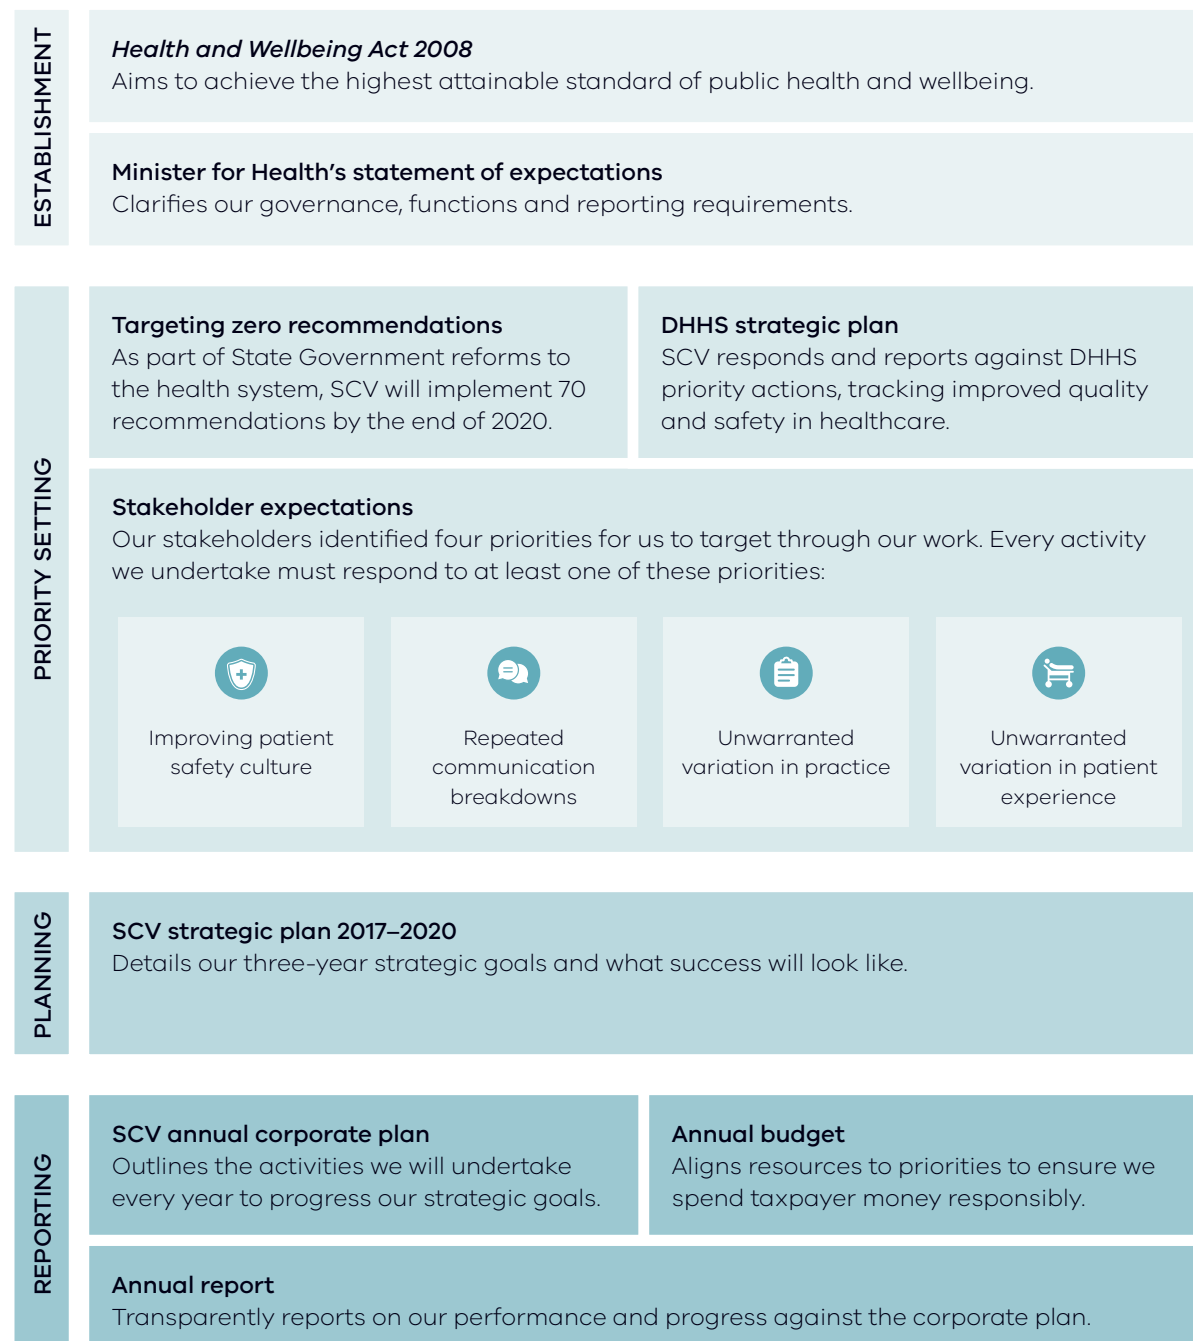 ESTABLISHMENT
Health and Wellbeing Act 2008
Aims to achieve the highest attainable standard of public health and wellbeing.
Minister for Health’s statement of expectations
Clarifies our governance, functions and reporting requirements.
PRIORITY SETTING
Targeting zero recommendations
As part of State Government reforms to
the health system, SCV will implement 70
recommendations by the end of 2020.
DHHS strategic plan
SCV responds and reports against DHHS
priority actions, tracking improved quality
and safety in healthcare.
Stakeholder expectations
Our stakeholders identified four priorities for us to target through our work. Every activity
we undertake must respond to at least one of these priorities:
Improving patient
safety culture
Repeated
communication
breakdowns
Unwarranted
variation in practice
Unwarranted
variation in patient
experience
PLANNING
SCV strategic plan 2017–2020
Details our three-year strategic goals and what success will look like.
REPORTING
SCV annual corporate plan
Outlines the activities we will undertake
every year to progress our strategic goals.
Annual budget
Aligns resources to priorities to ensure we
spend taxpayer money responsibly.
Annual report
Transparently reports on our performance and progress against the corporate plan.